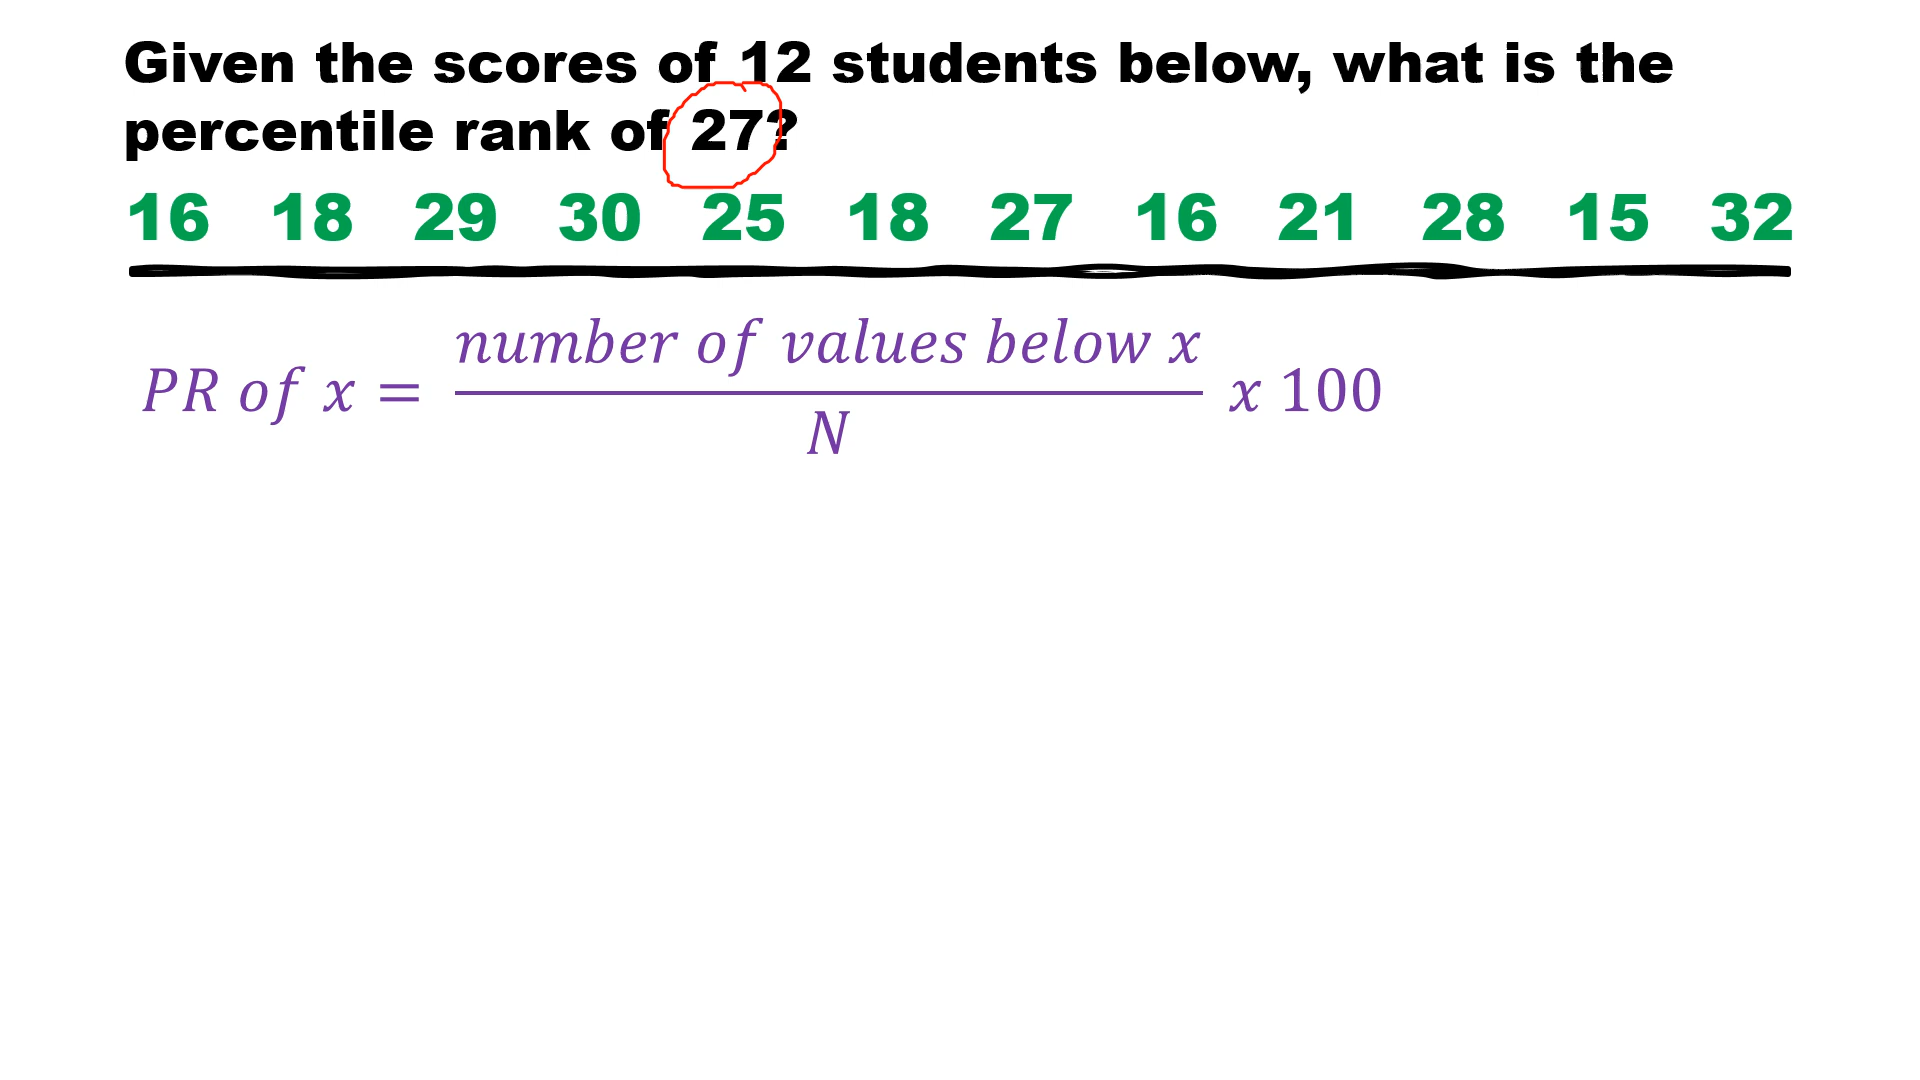 Given the scores of 12 students below, what is the
percentile rank of 27?
16 18 29 30 25 18 27 16 21 28 15 32
number of values below x
PR of x = x 100
N